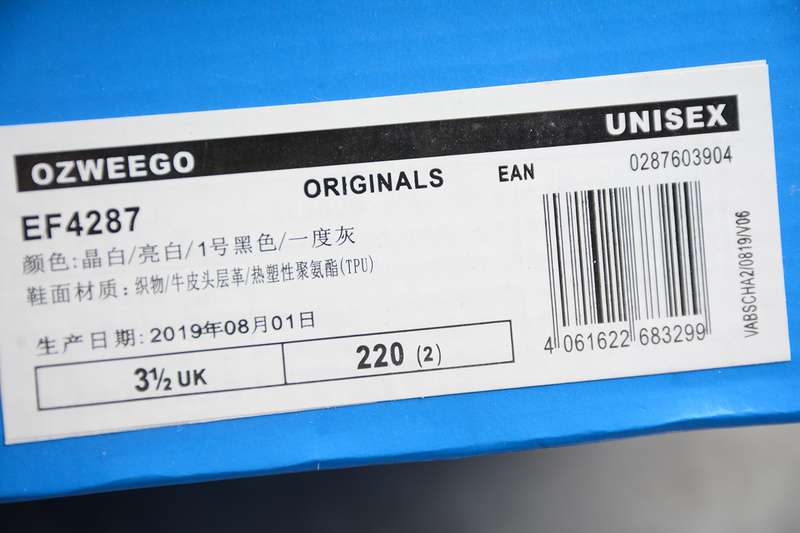 OZWEEGO UNISEX
ORIGINALS EAN 0287603904
EF4287
颜色:晶白/亮白/1号黑色/一度灰
鞋面材质:织物/牛皮头层革/热塑性聚氨酯(TPU)
生产日期:2019年08月01日
3½ UK 220 (2)
4 061622 683299
VABSCHA2/0819/V06